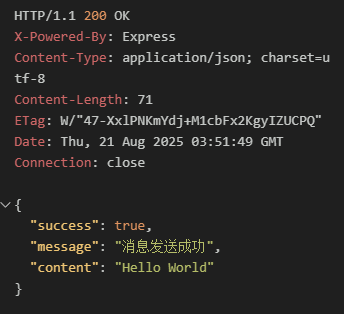 HTTP/1.1 200 OK
X-Powered-By: Express
Content-Type: application/json; charset=u
tf-8
Content-Length: 71
ETag: W/"47-XxlPNKmYdj+M1cbFx2KgyIZUCPQ"
Date: Thu, 21 Aug 2025 03:51:49 GMT
Connection: close
{
"success": true,
"message": "消息发送成功",
"content": "Hello World"
}